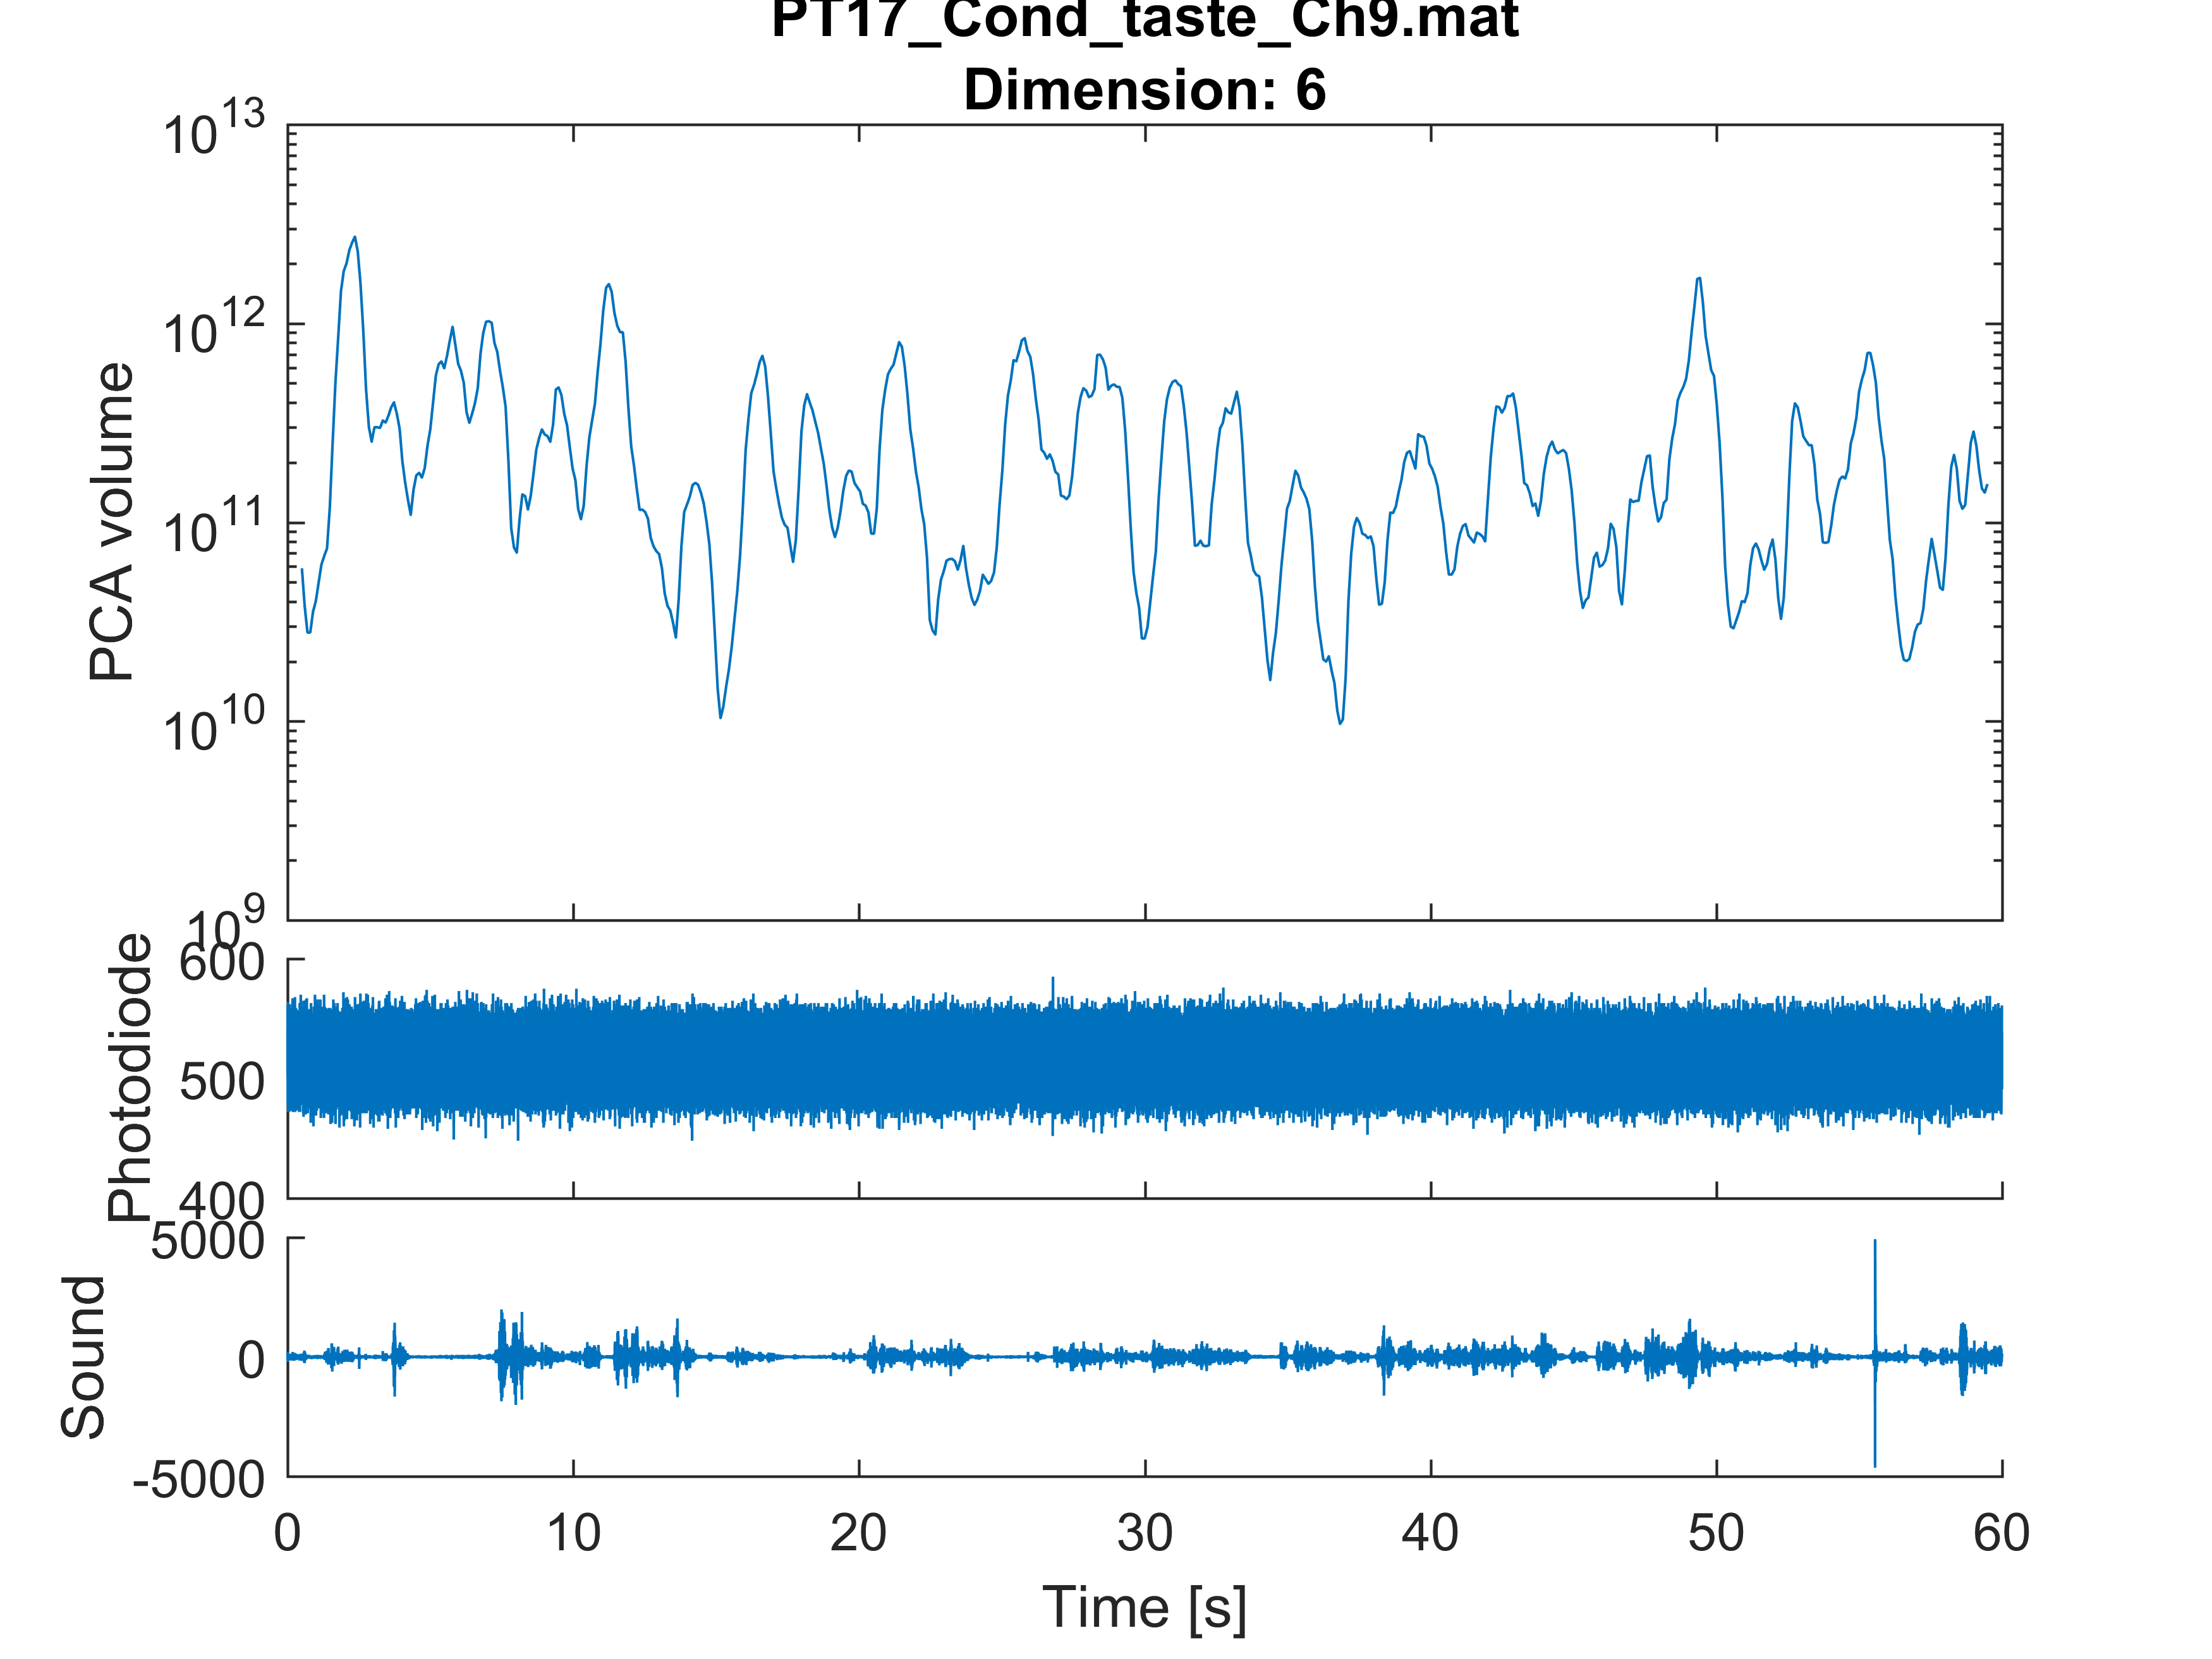 PT17_Cond_taste_Ch9.mat
Dimension: 6
10^13
10^12
10^11
10^10
10^9
PCA volume
600
500
400
Photodiode
5000
0
-5000
Sound
0 10 20 30 40 50 60
Time [s]